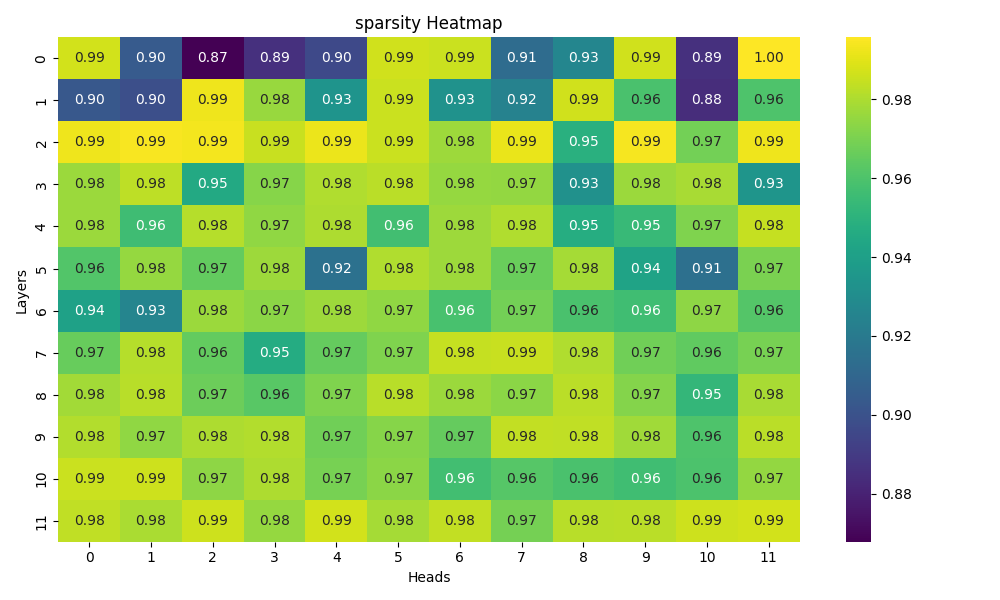 sparsity Heatmap
0 0.99 0.90 0.87 0.89 0.90 0.99 0.99 0.91 0.93 0.99 0.89 1.00
1 0.90 0.90 0.99 0.98 0.93 0.99 0.93 0.92 0.99 0.96 0.88 0.96
2 0.99 0.99 0.99 0.99 0.99 0.99 0.98 0.99 0.95 0.99 0.97 0.99
3 0.98 0.98 0.95 0.97 0.98 0.98 0.98 0.97 0.93 0.98 0.98 0.93
4 0.98 0.96 0.98 0.97 0.98 0.96 0.98 0.98 0.95 0.95 0.97 0.98
5 0.96 0.98 0.97 0.98 0.92 0.98 0.98 0.97 0.98 0.94 0.91 0.97
6 0.94 0.93 0.98 0.97 0.98 0.97 0.96 0.97 0.96 0.96 0.97 0.96
7 0.97 0.98 0.96 0.95 0.97 0.97 0.98 0.99 0.98 0.97 0.96 0.97
8 0.98 0.98 0.97 0.96 0.97 0.98 0.98 0.97 0.98 0.97 0.95 0.98
9 0.98 0.97 0.98 0.98 0.97 0.97 0.97 0.98 0.98 0.98 0.96 0.98
10 0.99 0.99 0.97 0.98 0.97 0.97 0.96 0.96 0.96 0.96 0.96 0.97
11 0.98 0.98 0.99 0.98 0.99 0.98 0.98 0.97 0.98 0.98 0.99 0.99
0 1 2 3 4 5 6 7 8 9 10 11
Heads
Layers
0.98
0.96
0.94
0.92
0.90
0.88